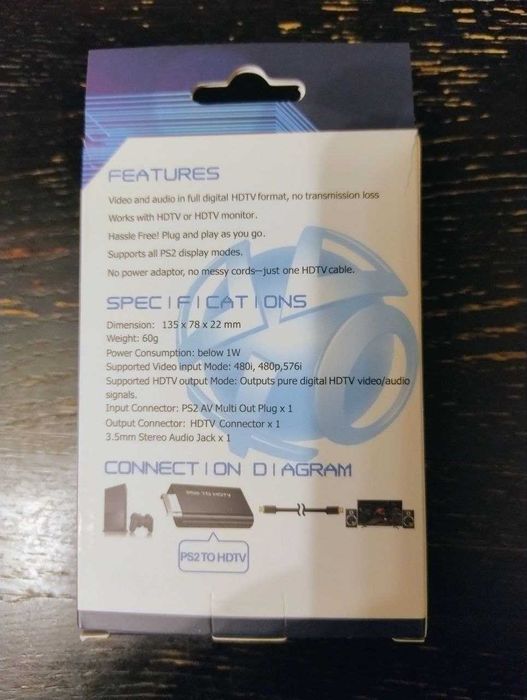 FEATURES
Video and audio in full digital HDTV format, no transmission loss
Works with HDTV or HDTV monitor.
Hassle Free! Plug and play as you go.
Supports all PS2 display modes.
No power adaptor, no messy cords—just one HDTV cable.
SPECIFICATIONS
Dimension: 135 x 78 x 22 mm
Weight: 60g
Power Consumption: below 1W
Supported Video input Mode: 480i, 480p,576i
Supported HDTV output Mode: Outputs pure digital HDTV video/audio
signals.
Input Connector: PS2 AV Multi Out Plug x 1
Output Connector: HDTV Connector x 1
3.5mm Stereo Audio Jack x 1
CONNECTION DIAGRAM
PS2 TO HDTV
PS2 TO HDTV